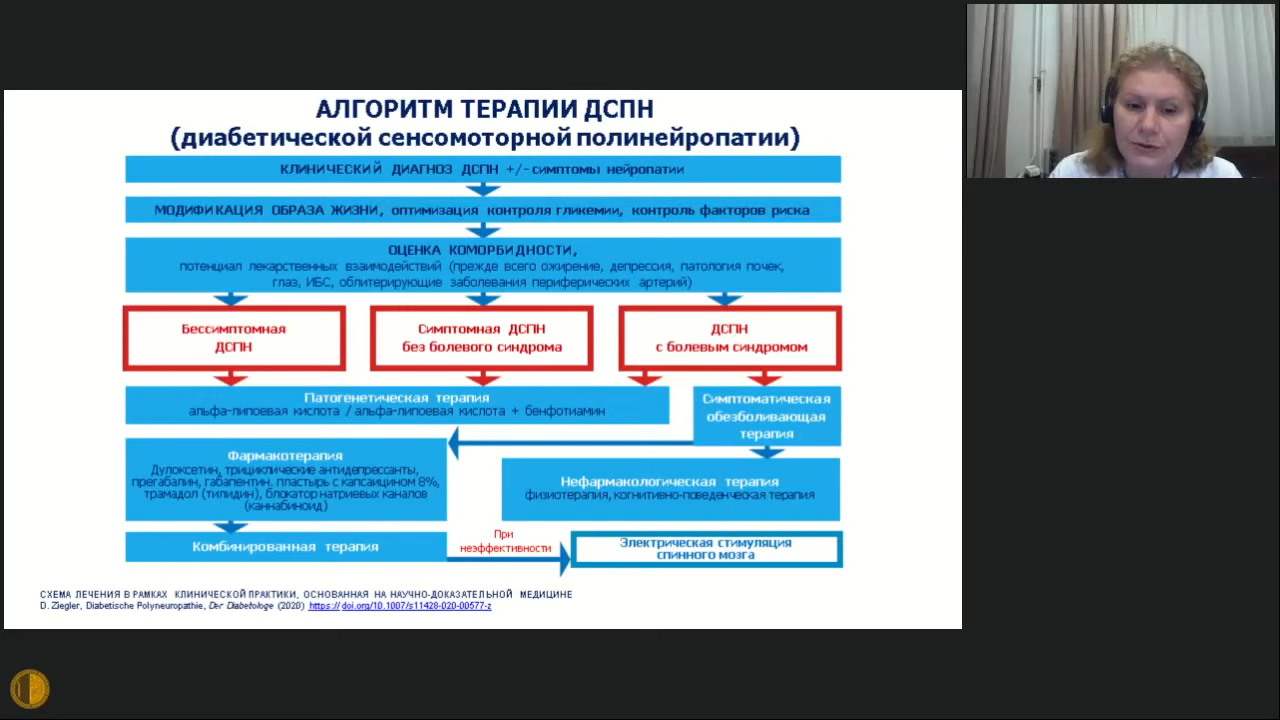 АЛГОРИТМ ТЕРАПИИ ДСПН
(диабетической сенсомоторной полинейропатии)
КЛИНИЧЕСКИЙ ДИАГНОЗ ДСПН +/- симптомы нейропатии
МОДИФИКАЦИЯ ОБРАЗА ЖИЗНИ, оптимизация контроля гликемии, контроль факторов риска
ОЦЕНКА КОМОРБИДНОСТИ,
потенциал лекарственных взаимодействий (прежде всего ожирение, депрессия, патология почек,
глаз, ИБС, облитерирующие заболевания периферических артерий)
Бессимптомная
ДСПН
Симптомная ДСПН
без болевого синдрома
ДСПН
с болевым синдромом
Патогенетическая терапия
альфа-липоевая кислота / альфа-липоевая кислота + бенфотиамин
Симптоматическая
обезболивающая
терапия
Фармакотерапия
Дулоксетин, трициклические антидепрессанты,
прегабалин, габапентин. пластырь с капсаицином 8%,
трамадол (тилидин), блокатор натриевых каналов
(каннабиноид)
Нефармакологическая терапия
физиотерапия, когнитивно-поведенческая терапия
Комбинированная терапия
При
неэффективности
Электрическая стимуляция
спинного мозга
СХЕМА ЛЕЧЕНИЯ В РАМКАХ КЛИНИЧЕСКОЙ ПРАКТИКИ, ОСНОВАННАЯ НА НАУЧНО-ДОКАЗАТЕЛЬНОЙ МЕДИЦИНЕ
D. Ziegler, Diabetische Polyneuropathie, Der Diabetologe (2020) https://doi.org/10.1007/s11428-020-00577-z